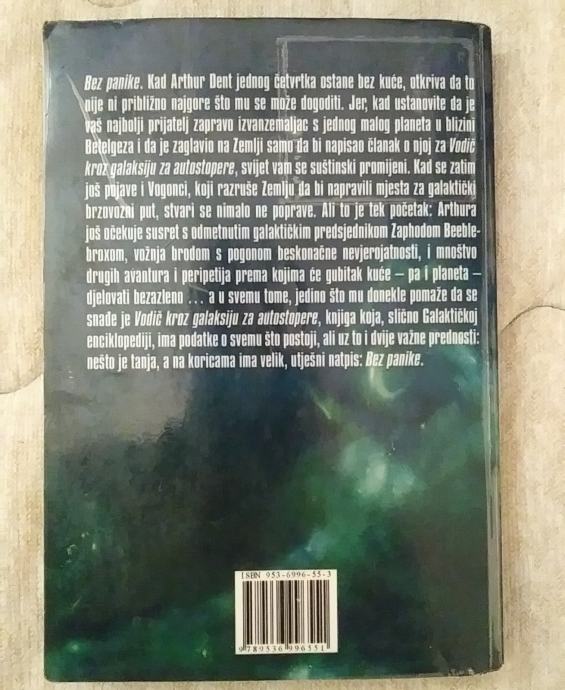 Bez panike. Kad Arthur Dent jednog četvrtka ostane bez kuće, otkriva da to
nije ni približno najgore što mu se može dogoditi. Jer, kad ustanovite da je
vaš najbolji prijatelj zapravo izvanzemaljac s jednog malog planeta u blizini
Betelgeza i da je zaglavio na Zemlji samo da bi napisao članak o njoj za Vodič
kroz galaksiju za autostopere, svijet vam se suštinski promijeni. Kad se zatim
još pojave i Vogonci, koji razruše Zemlju da bi napravili mjesta za galaktički
brzovozni put, stvari se nimalo ne poprave. Ali to je tek početak: Arthura
još očekuje susret s odmetnutim galaktičkim predsjednikom Zaphodom Beeble-
broxom, vožnja brodom s pogonom beskonačne nevjerojatnosti, i mnoštvo
drugih avantura i peripetija prema kojima će gubitak kuće – pa i planeta –
djelovati bezazleno ... a u svemu tome, jedino što mu donekle pomaže da se
snađe je Vodič kroz galaksiju za autostopere, knjiga koja, slično Galaktičkoj
enciklopediji, ima podatke o svemu što postoji, ali uz to i dvije važne prednosti:
nešto je tanja, a na koricama ima velik, utješni natpis: Bez panike.
ISBN 953-6996-55-3
9 789536 996551